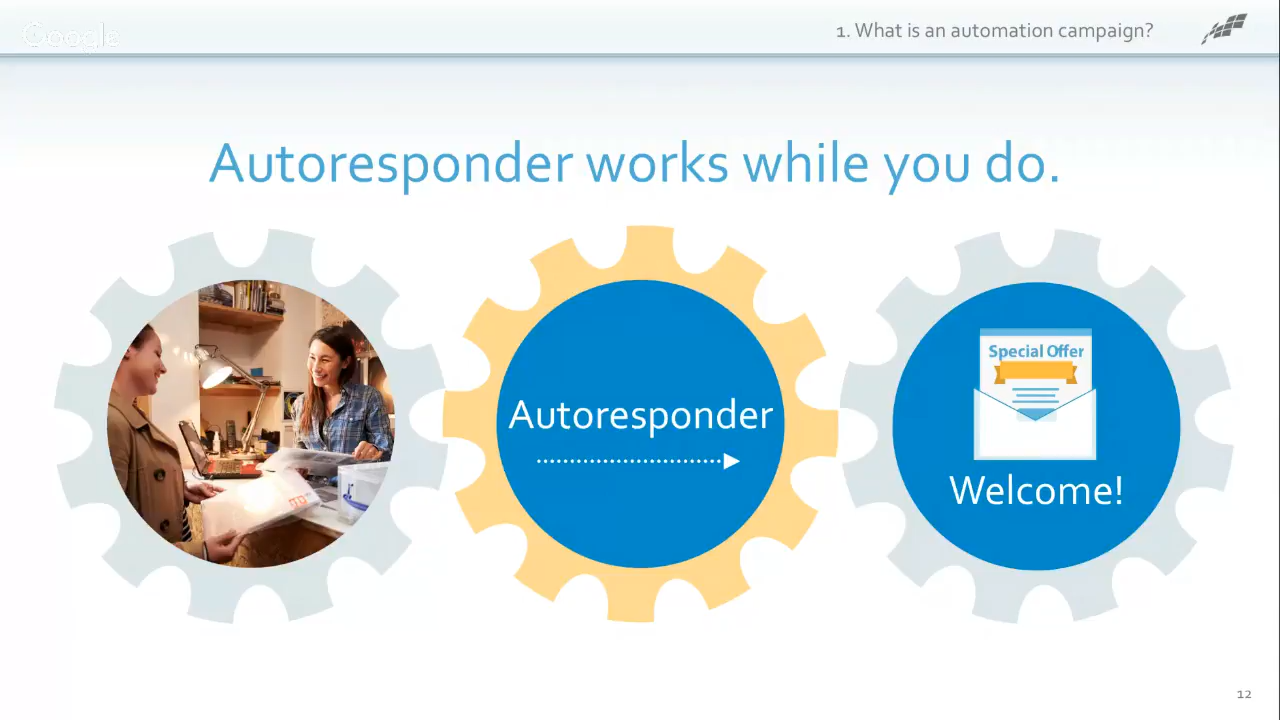 Google
1. What is an automation campaign?
Autoresponder works while you do.
Special Offer
Autoresponder
Welcome!
12